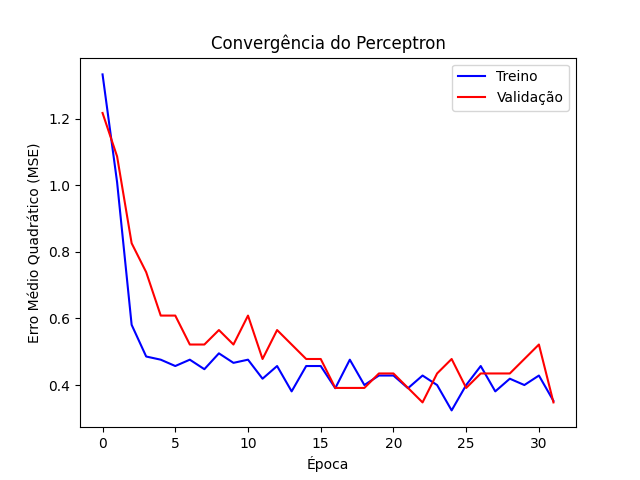 Convergência do Perceptron
Treino
Validação
Erro Médio Quadrático (MSE)
1.2
1.0
0.8
0.6
0.4
0 5 10 15 20 25 30
Época